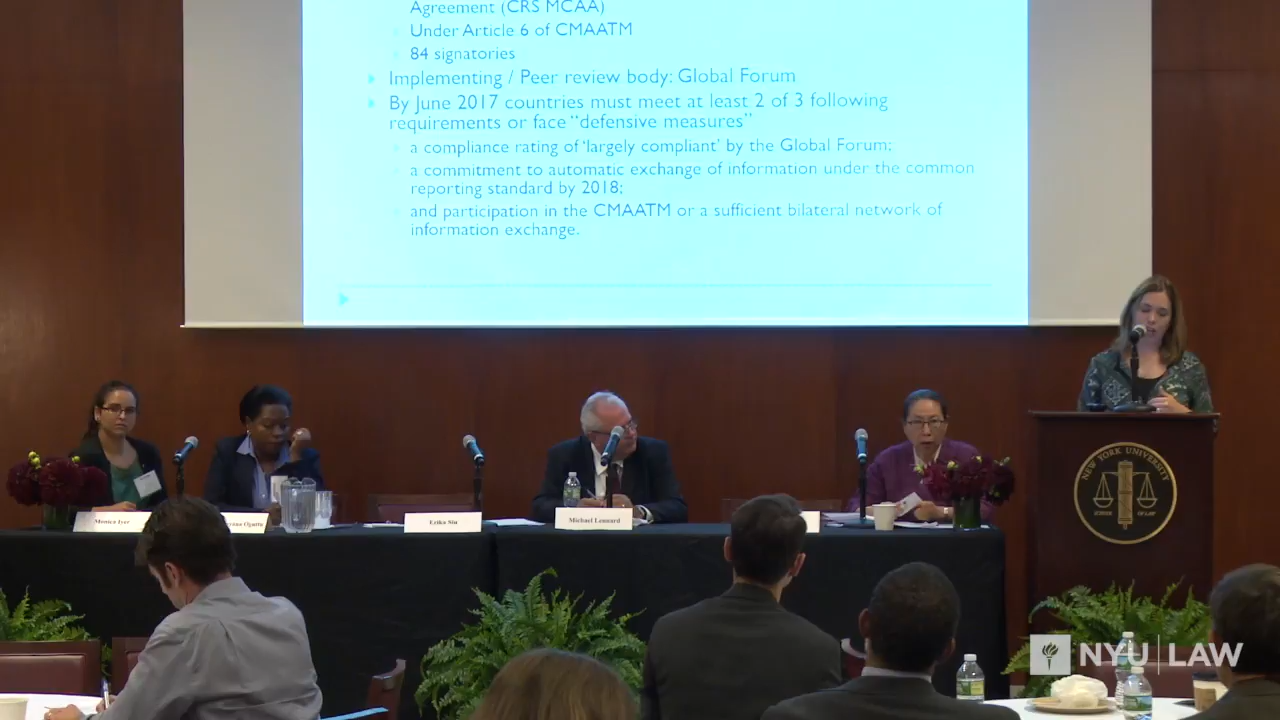 Agreement (CRS MCAA)
Under Article 6 of CMAATM
84 signatories
Implementing / Peer review body: Global Forum
By June 2017 countries must meet at least 2 of 3 following
requirements or face "defensive measures"
a compliance rating of 'largely compliant' by the Global Forum;
a commitment to automatic exchange of information under the common
reporting standard by 2018;
and participation in the CMAATM or a sufficient bilateral network of
information exchange.
NEW YORK UNIVERSITY
SCHOOL OF LAW
Monica Iyer
Erika Siu
Michael Lennard
NYU LAW